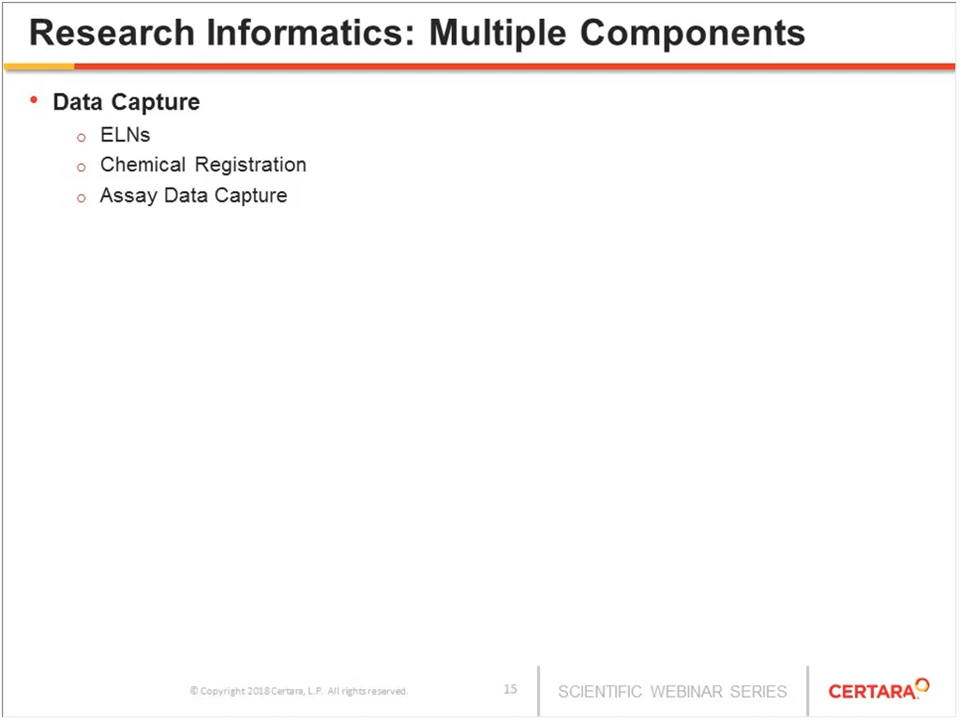 Research Informatics: Multiple Components
• Data Capture
o ELNs
o Chemical Registration
o Assay Data Capture
© Copyright 2018 Certara, L.P. All rights reserved.
15
SCIENTIFIC WEBINAR SERIES
CERTARA